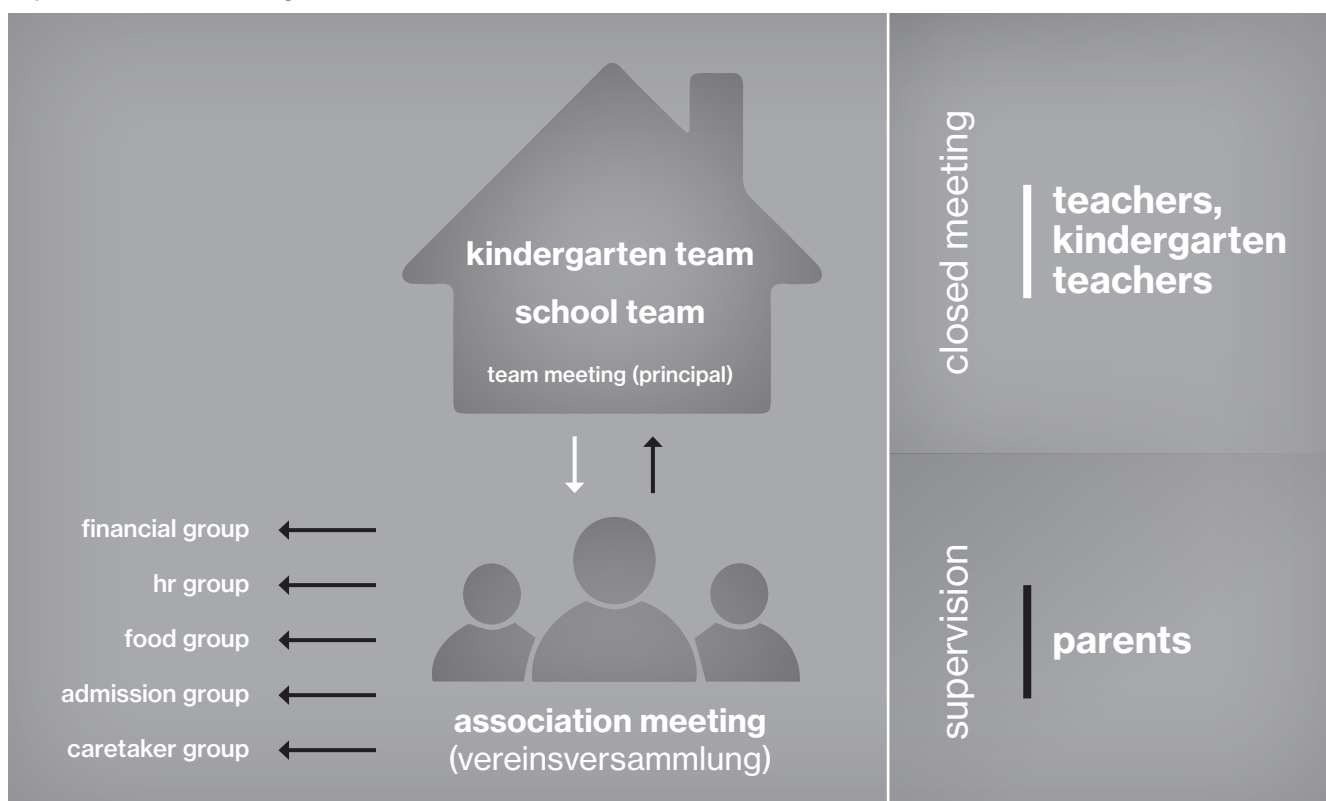 kindergarten team
school team
team meeting (principal)
financial group
hr group
food group
admission group
caretaker group
association meeting
(vereinsversammlung)
closed meeting
teachers,
kindergarten
teachers
supervision
parents